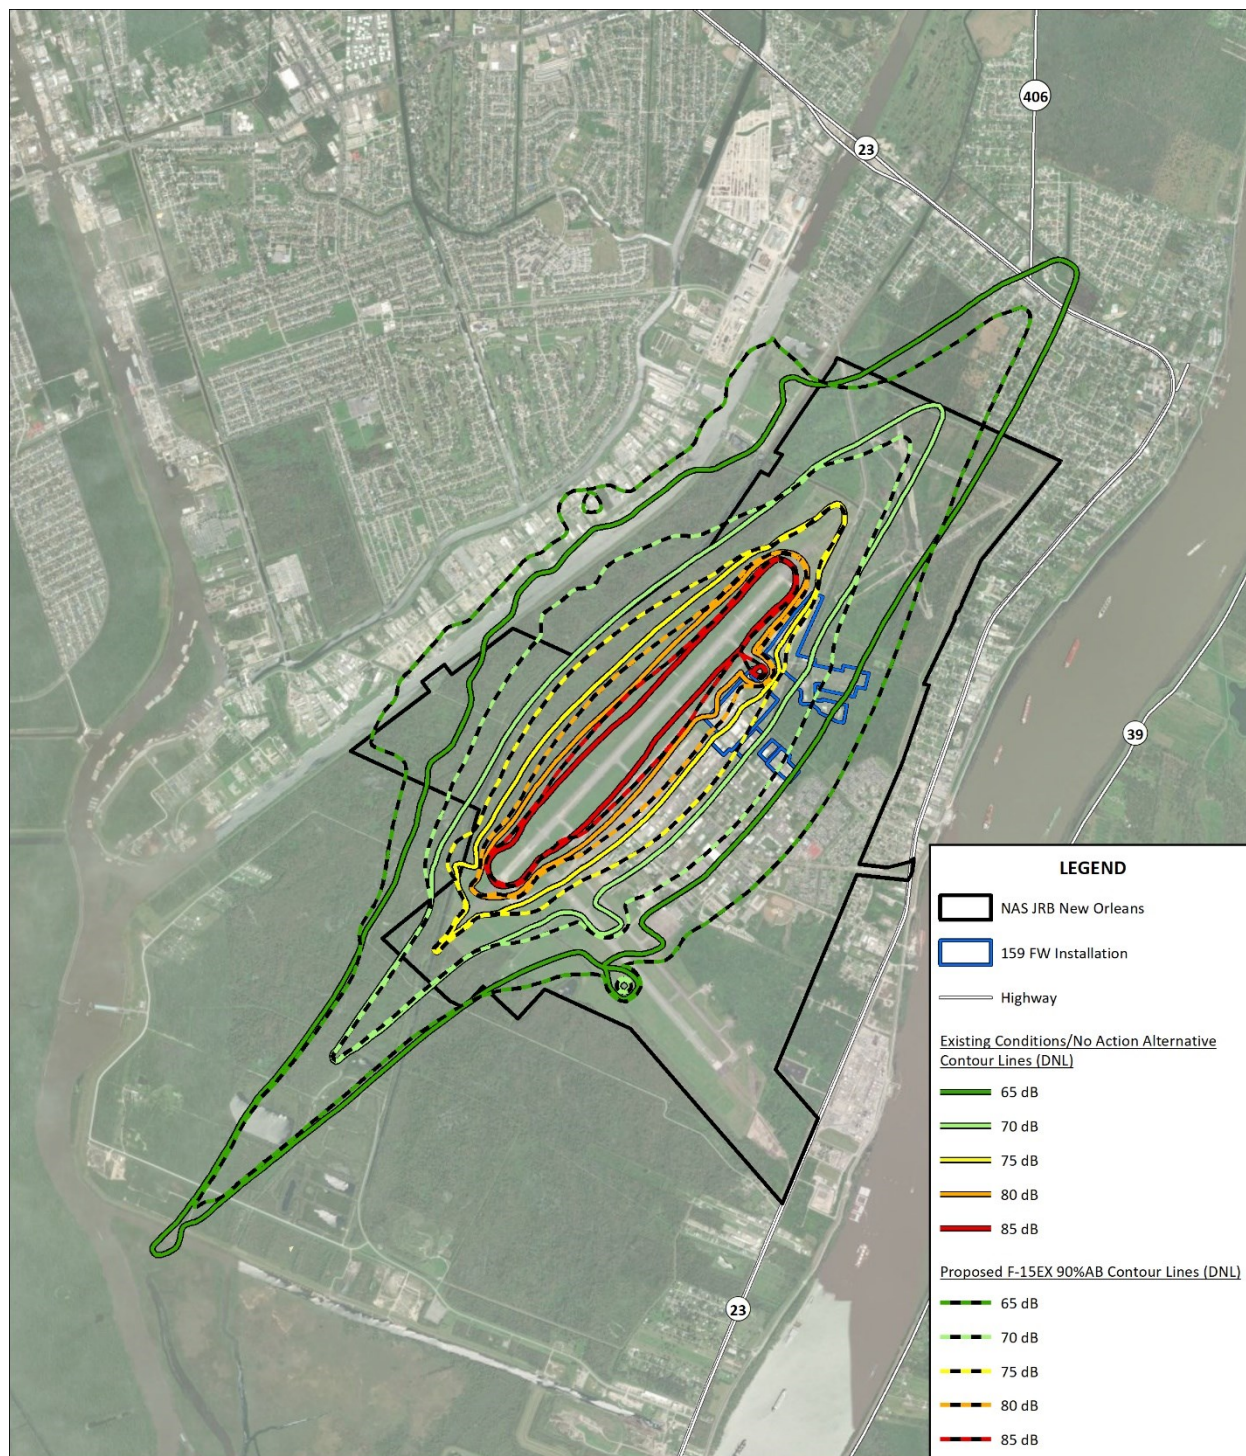 406
23
39
23
LEGEND
NAS JRB New Orleans
159 FW Installation
Highway
Existing Conditions/No Action Alternative
Contour Lines (DNL)
65 dB
70 dB
75 dB
80 dB
85 dB
Proposed F-15EX 90%AB Contour Lines (DNL)
65 dB
70 dB
75 dB
80 dB
85 dB